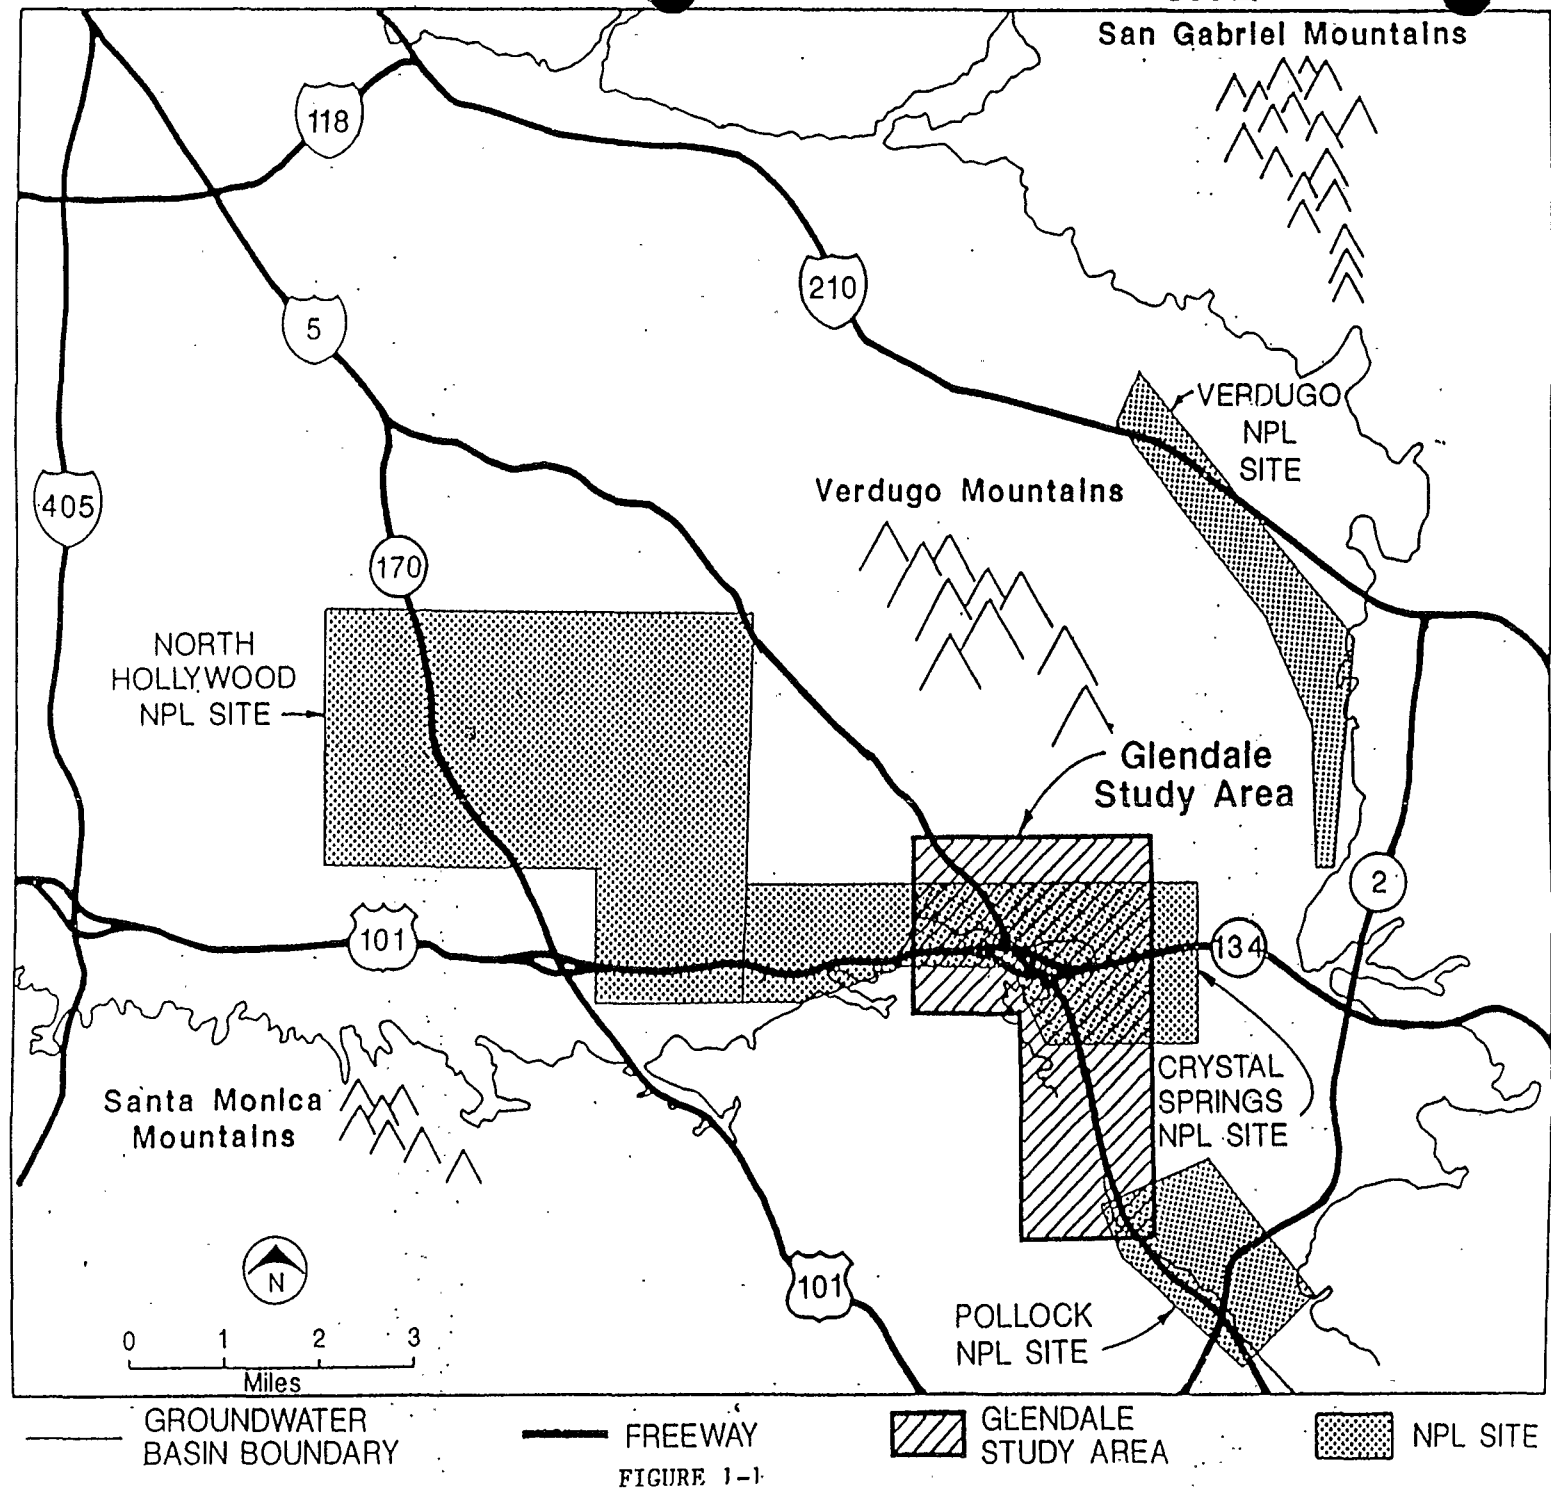 San Gabriel Mountains
118
210
5
VERDUGO
NPL
SITE
Verdugo Mountains
405
170
NORTH
HOLLYWOOD
NPL SITE
Glendale
Study Area
2
101
134
CRYSTAL
SPRINGS
NPL SITE
Santa Monica
Mountains
N
101
POLLOCK
NPL SITE
0 1 2 3
Miles
GROUNDWATER
BASIN BOUNDARY
FREEWAY
GLENDALE
STUDY AREA
NPL SITE
FIGURE 1-1